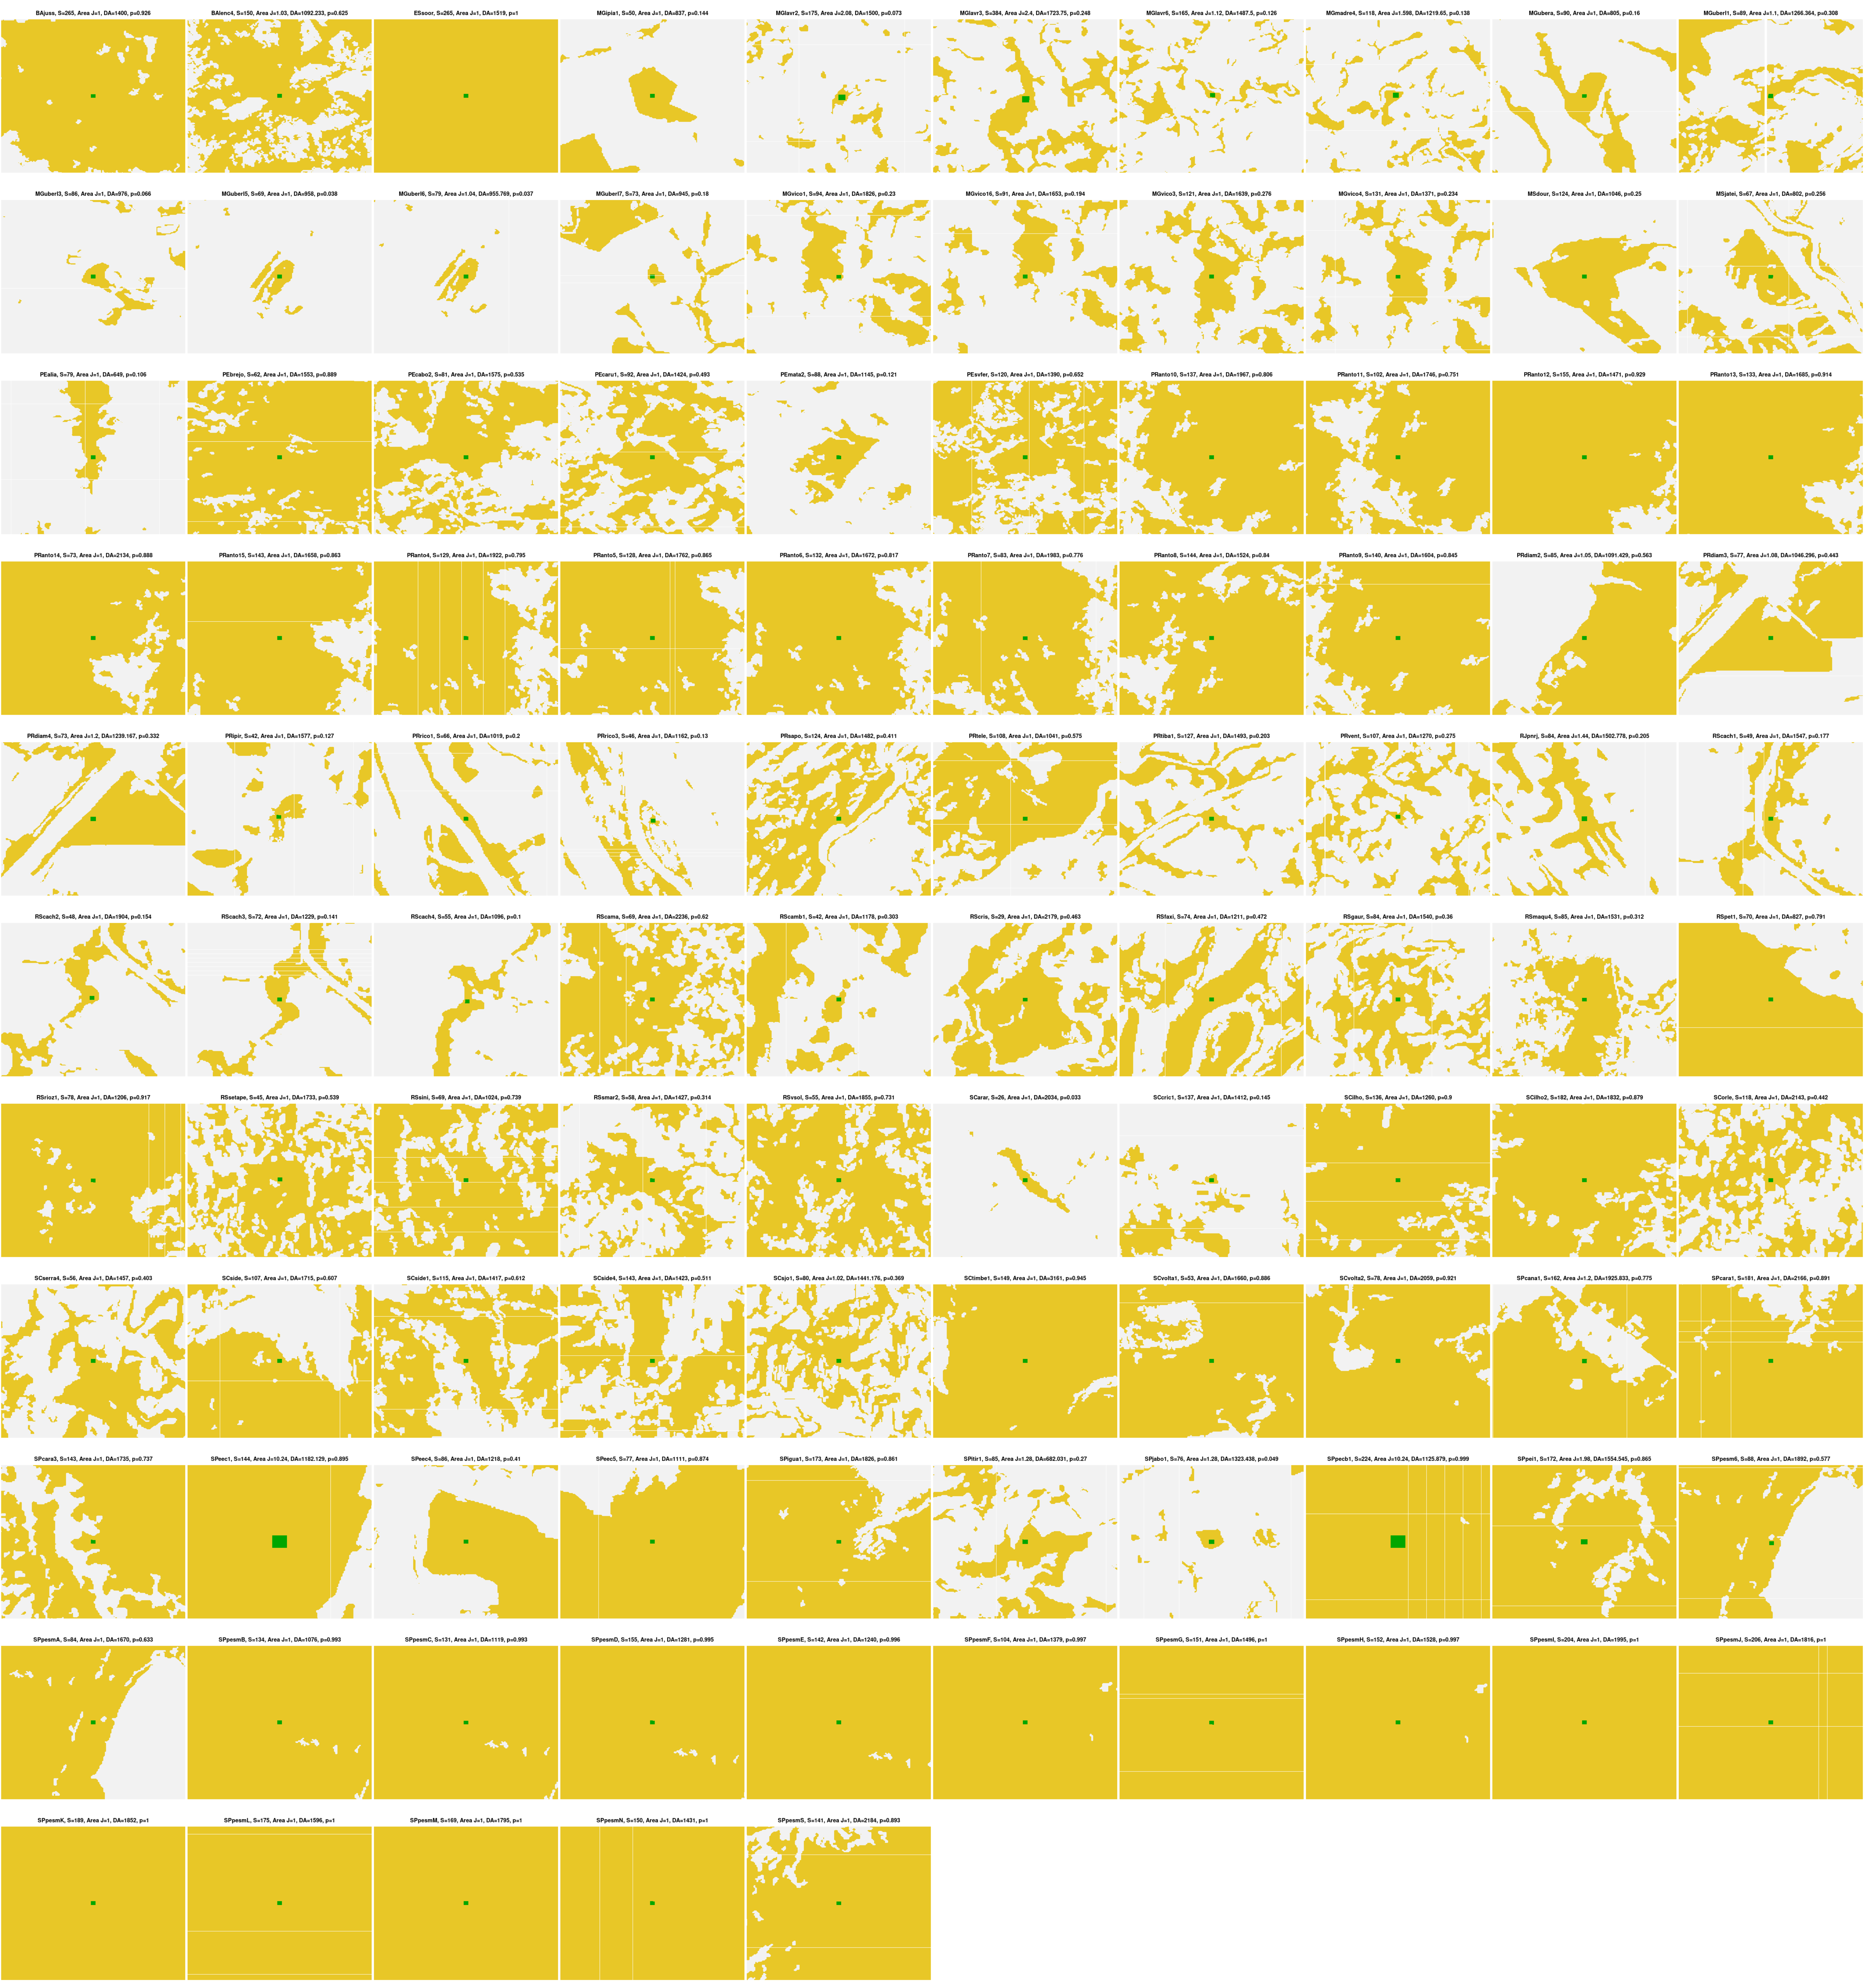 BAjuss, S=265, Area J=1, DA=1400, p=0.926
BAlenc4, S=150, Area J=1.03, DA=1092.233, p=0.625
ESsoor, S=265, Area J=1, DA=1519, p=1
MGipia1, S=50, Area J=1, DA=837, p=0.144
MGlavr2, S=175, Area J=2.08, DA=1500, p=0.073
MGlavr3, S=384, Area J=2.4, DA=1723.75, p=0.248
MGlavr6, S=165, Area J=1.12, DA=1487.5, p=0.126
MGmadre4, S=118, Area J=1.598, DA=1219.65, p=0.138
MGubera, S=90, Area J=1, DA=805, p=0.16
MGuberl1, S=89, Area J=1.1, DA=1266.364, p=0.308
MGuberl3, S=86, Area J=1, DA=976, p=0.066
MGuberl5, S=69, Area J=1, DA=958, p=0.038
MGuberl6, S=79, Area J=1.04, DA=955.769, p=0.037
MGuberl7, S=73, Area J=1, DA=945, p=0.18
MGvico1, S=94, Area J=1, DA=1826, p=0.23
MGvico16, S=91, Area J=1, DA=1653, p=0.194
MGvico3, S=121, Area J=1, DA=1639, p=0.276
MGvico4, S=131, Area J=1, DA=1371, p=0.234
MSdour, S=124, Area J=1, DA=1046, p=0.25
MSjatei, S=67, Area J=1, DA=802, p=0.256
PEalia, S=79, Area J=1, DA=649, p=0.106
PEbrejo, S=62, Area J=1, DA=1553, p=0.889
PEcabo2, S=81, Area J=1, DA=1575, p=0.535
PEcaru1, S=92, Area J=1, DA=1424, p=0.493
PEmata2, S=88, Area J=1, DA=1145, p=0.121
PEsvfer, S=120, Area J=1, DA=1390, p=0.652
PRanto10, S=137, Area J=1, DA=1967, p=0.806
PRanto11, S=102, Area J=1, DA=1746, p=0.751
PRanto12, S=155, Area J=1, DA=1471, p=0.929
PRanto13, S=133, Area J=1, DA=1685, p=0.914
PRanto14, S=73, Area J=1, DA=2134, p=0.888
PRanto15, S=143, Area J=1, DA=1658, p=0.863
PRanto4, S=129, Area J=1, DA=1922, p=0.795
PRanto5, S=128, Area J=1, DA=1762, p=0.865
PRanto6, S=132, Area J=1, DA=1672, p=0.817
PRanto7, S=83, Area J=1, DA=1983, p=0.776
PRanto8, S=144, Area J=1, DA=1524, p=0.84
PRanto9, S=140, Area J=1, DA=1604, p=0.845
PRdiam2, S=85, Area J=1.05, DA=1091.429, p=0.563
PRdiam3, S=77, Area J=1.08, DA=1046.296, p=0.443
PRdiam4, S=73, Area J=1.2, DA=1239.167, p=0.332
PRipir, S=42, Area J=1, DA=1577, p=0.127
PRrico1, S=66, Area J=1, DA=1019, p=0.2
PRrico3, S=46, Area J=1, DA=1162, p=0.13
PRsapo, S=124, Area J=1, DA=1482, p=0.411
PRtele, S=108, Area J=1, DA=1041, p=0.575
PRtiba1, S=127, Area J=1, DA=1493, p=0.203
PRvent, S=107, Area J=1, DA=1270, p=0.275
RJpnrj, S=84, Area J=1.44, DA=1502.778, p=0.205
RScach1, S=49, Area J=1, DA=1547, p=0.177
RScach2, S=48, Area J=1, DA=1904, p=0.154
RScach3, S=72, Area J=1, DA=1229, p=0.141
RScach4, S=55, Area J=1, DA=1096, p=0.1
RScama, S=69, Area J=1, DA=2236, p=0.62
RScamb1, S=42, Area J=1, DA=1178, p=0.303
RScris, S=29, Area J=1, DA=2179, p=0.463
RSfaxi, S=74, Area J=1, DA=1211, p=0.472
RSgaur, S=84, Area J=1, DA=1540, p=0.36
RSmaqu4, S=85, Area J=1, DA=1531, p=0.312
RSpet1, S=70, Area J=1, DA=827, p=0.791
RSrioz1, S=78, Area J=1, DA=1206, p=0.917
RSsetape, S=45, Area J=1, DA=1733, p=0.539
RSsini, S=69, Area J=1, DA=1024, p=0.739
RSsmar2, S=58, Area J=1, DA=1427, p=0.314
RSvsol, S=55, Area J=1, DA=1855, p=0.731
SCarar, S=26, Area J=1, DA=2034, p=0.033
SCcric1, S=137, Area J=1, DA=1412, p=0.145
SCilho, S=136, Area J=1, DA=1260, p=0.9
SCilho2, S=182, Area J=1, DA=1832, p=0.879
SCorle, S=118, Area J=1, DA=2143, p=0.442
SCserra4, S=56, Area J=1, DA=1457, p=0.403
SCside, S=107, Area J=1, DA=1715, p=0.607
SCside1, S=115, Area J=1, DA=1417, p=0.612
SCside4, S=143, Area J=1, DA=1423, p=0.511
SCsjo1, S=80, Area J=1.02, DA=1441.176, p=0.369
SCtimbe1, S=149, Area J=1, DA=3161, p=0.945
SCvolta1, S=53, Area J=1, DA=1660, p=0.886
SCvolta2, S=78, Area J=1, DA=2059, p=0.921
SPcana1, S=162, Area J=1.2, DA=1925.833, p=0.775
SPcara1, S=181, Area J=1, DA=2166, p=0.891
SPcara3, S=143, Area J=1, DA=1735, p=0.737
SPeec1, S=144, Area J=10.24, DA=1182.129, p=0.895
SPeec4, S=86, Area J=1, DA=1218, p=0.41
SPeec5, S=77, Area J=1, DA=1111, p=0.874
SPigua1, S=173, Area J=1, DA=1826, p=0.861
SPitir1, S=85, Area J=1.28, DA=682.031, p=0.27
SPjabo1, S=76, Area J=1.28, DA=1323.438, p=0.049
SPpecb1, S=224, Area J=10.24, DA=1125.879, p=0.999
SPpei1, S=172, Area J=1.98, DA=1554.545, p=0.865
SPpesm6, S=88, Area J=1, DA=1892, p=0.577
SPpesmA, S=84, Area J=1, DA=1670, p=0.633
SPpesmB, S=134, Area J=1, DA=1076, p=0.993
SPpesmC, S=131, Area J=1, DA=1119, p=0.993
SPpesmD, S=155, Area J=1, DA=1281, p=0.995
SPpesmE, S=142, Area J=1, DA=1240, p=0.996
SPpesmF, S=104, Area J=1, DA=1379, p=0.997
SPpesmG, S=151, Area J=1, DA=1496, p=1
SPpesmH, S=152, Area J=1, DA=1528, p=0.997
SPpesmI, S=204, Area J=1, DA=1995, p=1
SPpesmJ, S=206, Area J=1, DA=1816, p=1
SPpesmK, S=189, Area J=1, DA=1852, p=1
SPpesmL, S=175, Area J=1, DA=1596, p=1
SPpesmM, S=169, Area J=1, DA=1795, p=1
SPpesmN, S=150, Area J=1, DA=1431, p=1
SPpesmS, S=141, Area J=1, DA=2184, p=0.893